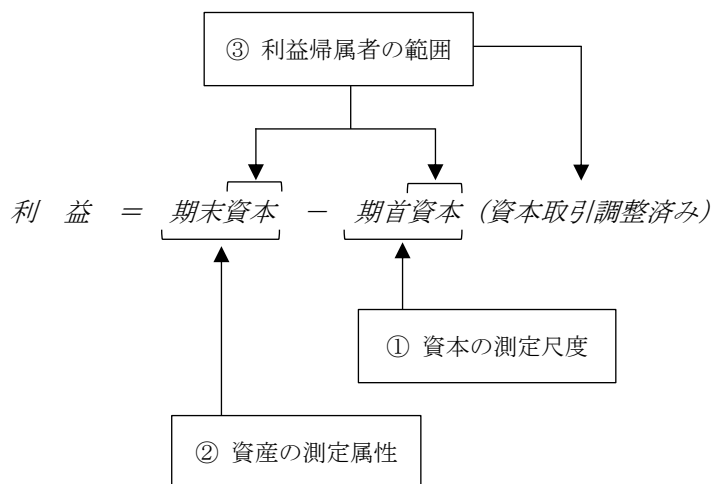 ③ 利益帰属者の範囲
利 益 = 期末資本 － 期首資本 (資本取引調整済み)
① 資本の測定尺度
② 資産の測定属性